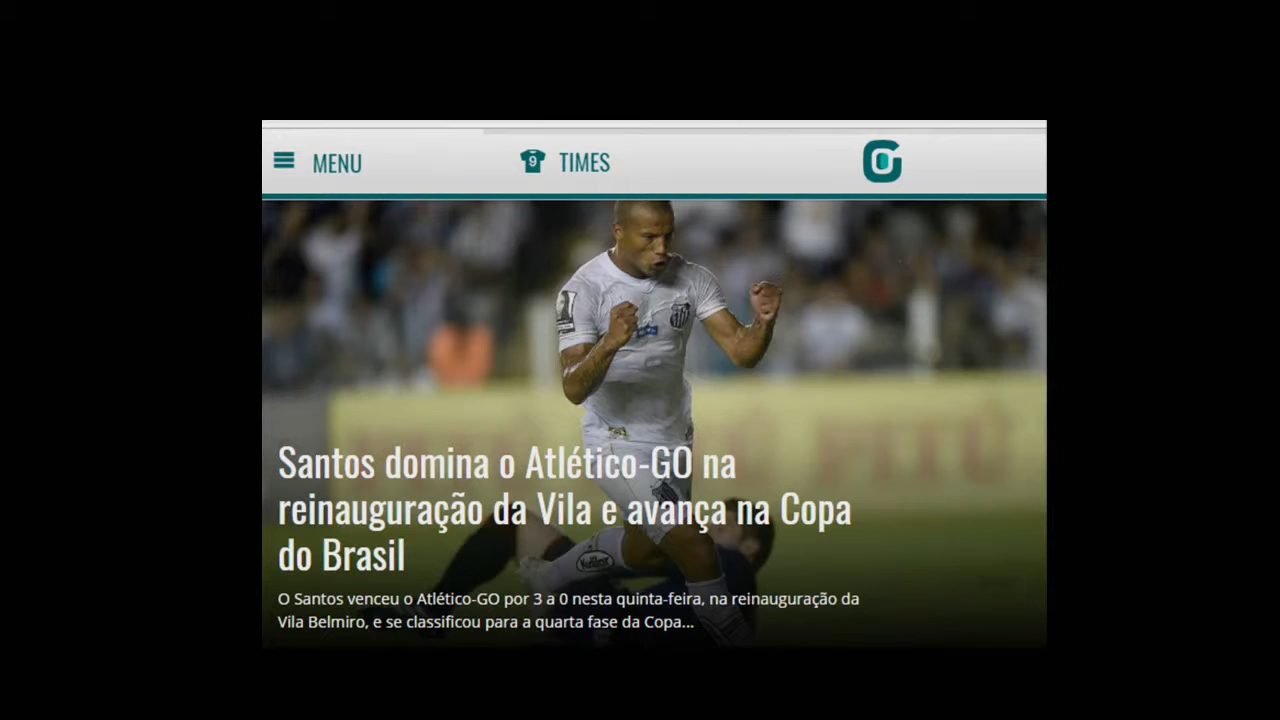 MENU
9
TIMES
G
Santos domina o Atlético-GO na
reinauguração da Vila e avança na Copa
do Brasil
O Santos venceu o Atlético-GO por 3 a 0 nesta quinta-feira, na reinauguração da
Vila Belmiro, e se classificou para a quarta fase da Copa...